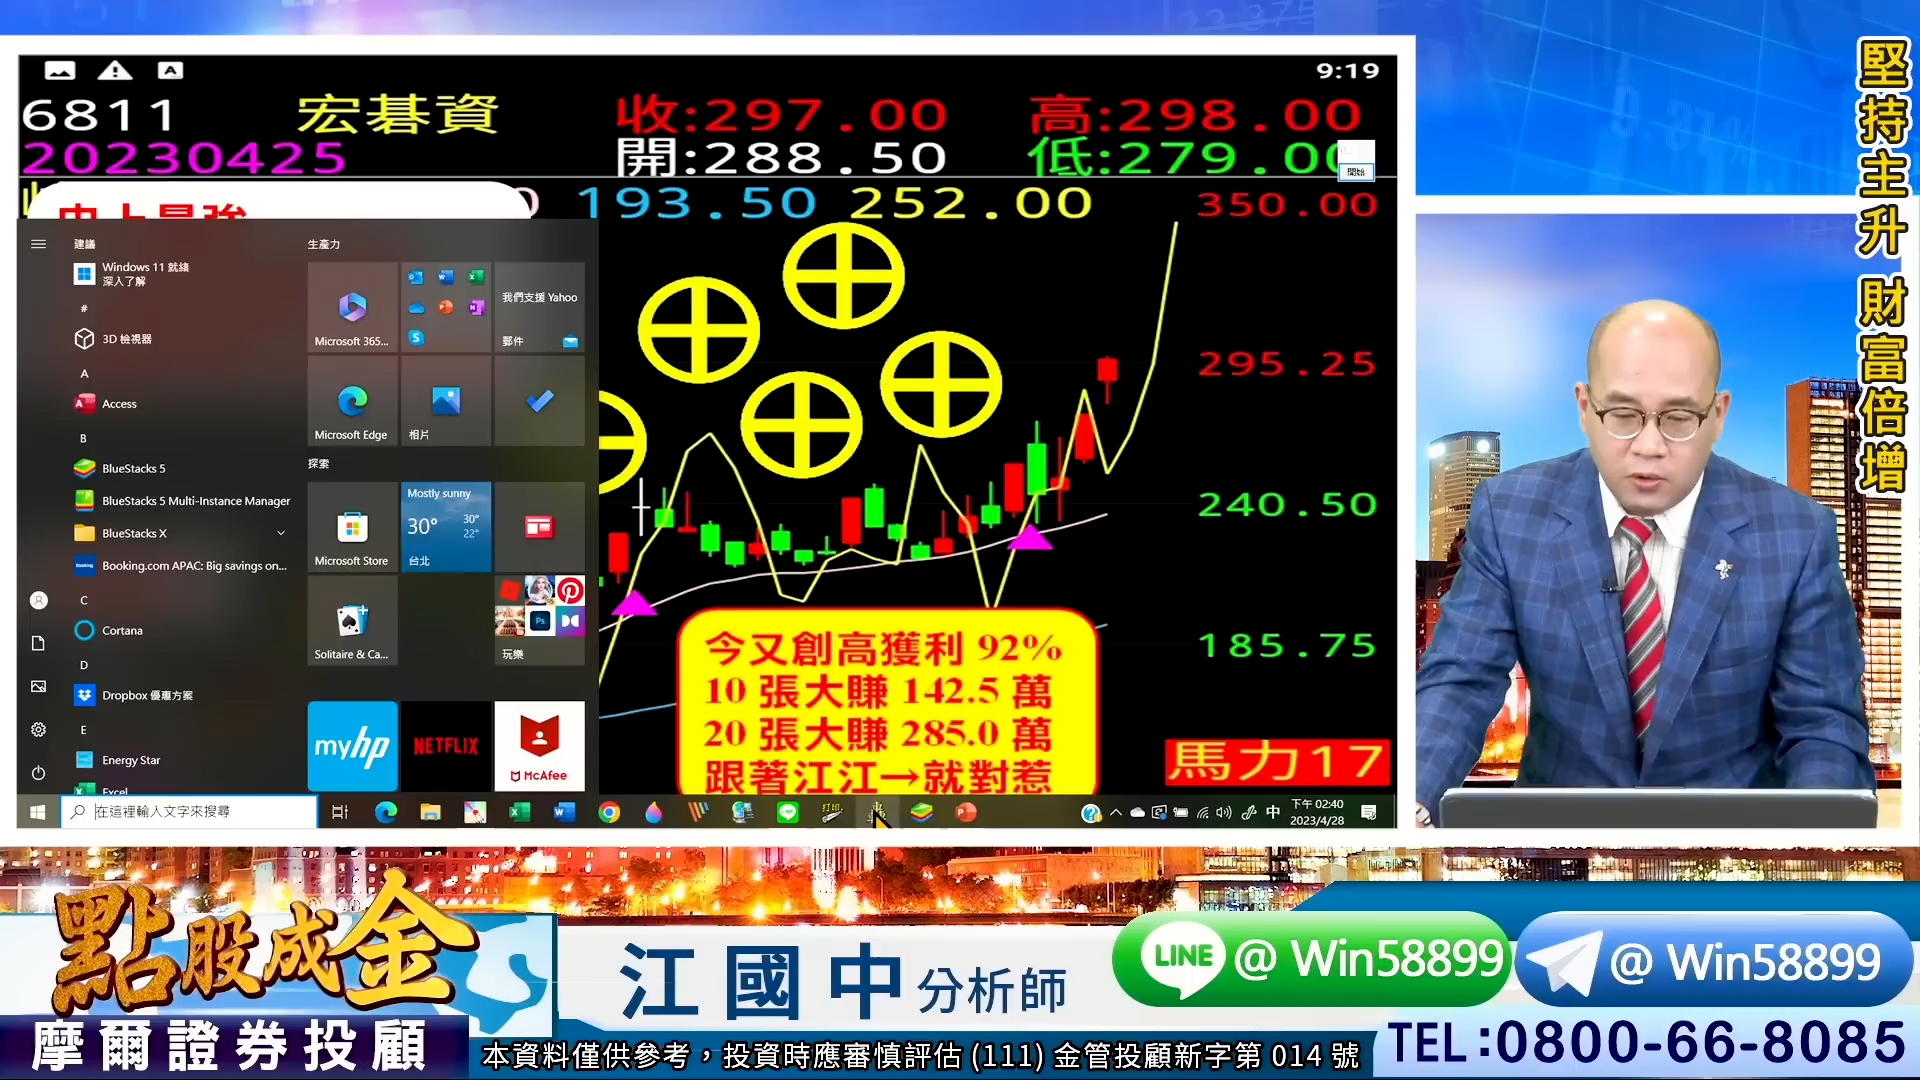 9:19
6811 宏碁資 收:297.00 高:298.00
20230425 開:288.50 低:279.00
193.50 252.00 350.00
295.25
240.50
185.75
開始
建議
Windows 11 就緒
深入了解
#
3D 檢視器
A
Access
B
BlueStacks 5
BlueStacks 5 Multi-Instance Manager
BlueStacks X
Booking.com APAC: Big savings on...
C
Cortana
D
Dropbox 優惠方案
E
Energy Star
Excel
生產力
Microsoft 365...
我們支援 Yahoo
郵件
Microsoft Edge
相片
探索
Microsoft Store
Mostly sunny
30° 30°
22°
台北
Solitaire & Ca...
玩樂
myhp
NETFLIX
McAfee
今又創高獲利 92%
10 張大賺 142.5 萬
20 張大賺 285.0 萬
跟著江江→就對惹
馬力17
在這裡輸入文字來搜尋
打印
中
下午 02:40
2023/4/28
堅持主升 財富倍增
點股成金
摩爾證券投顧
江國中 分析師
LINE @ Win58899
@ Win58899
TEL:0800-66-8085
本資料僅供參考，投資時應審慎評估 (111) 金管投顧新字第 014 號